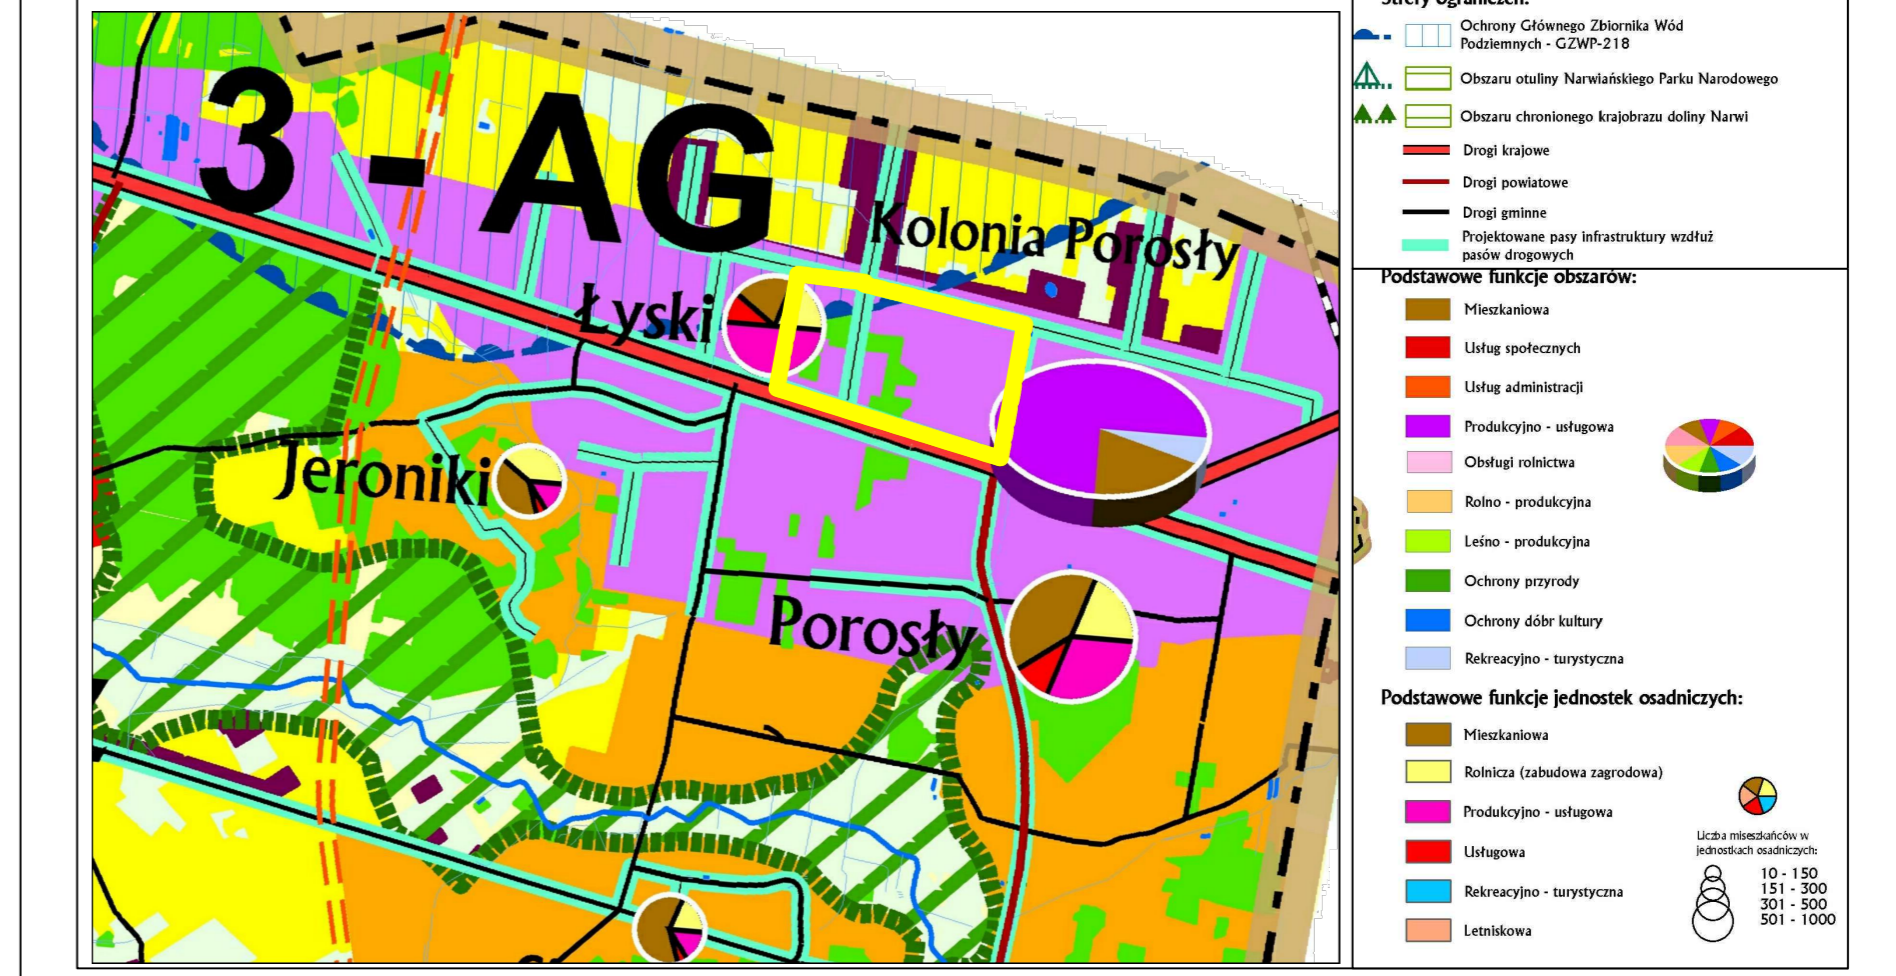 3 - AG
Kolonia Porosły
Łyski
Jeroniki
Porosły
Strefy ograniczeń:
Ochrony Głównego Zbiornika Wód
Podziemnych - GZWP-218
Obszaru otuliny Narwiańskiego Parku Narodowego
Obszaru chronionego krajobrazu doliny Narwi
Drogi krajowe
Drogi powiatowe
Drogi gminne
Projektowane pasy infrastruktury wzdłuż
pasów drogowych
Podstawowe funkcje obszarów:
Mieszkaniowa
Usług społecznych
Usług administracji
Produkcyjno - usługowa
Obsługi rolnictwa
Rolno - produkcyjna
Leśno - produkcyjna
Ochrony przyrody
Ochrony dóbr kultury
Rekreacyjno - turystyczna
Podstawowe funkcje jednostek osadniczych:
Mieszkaniowa
Rolnicza (zabudowa zagrodowa)
Produkcyjno - usługowa
Usługowa
Rekreacyjno - turystyczna
Letniskowa
Liczba miseszkańców w
jednostkach osadniczych:
10 - 150
151 - 300
301 - 500
501 - 1000